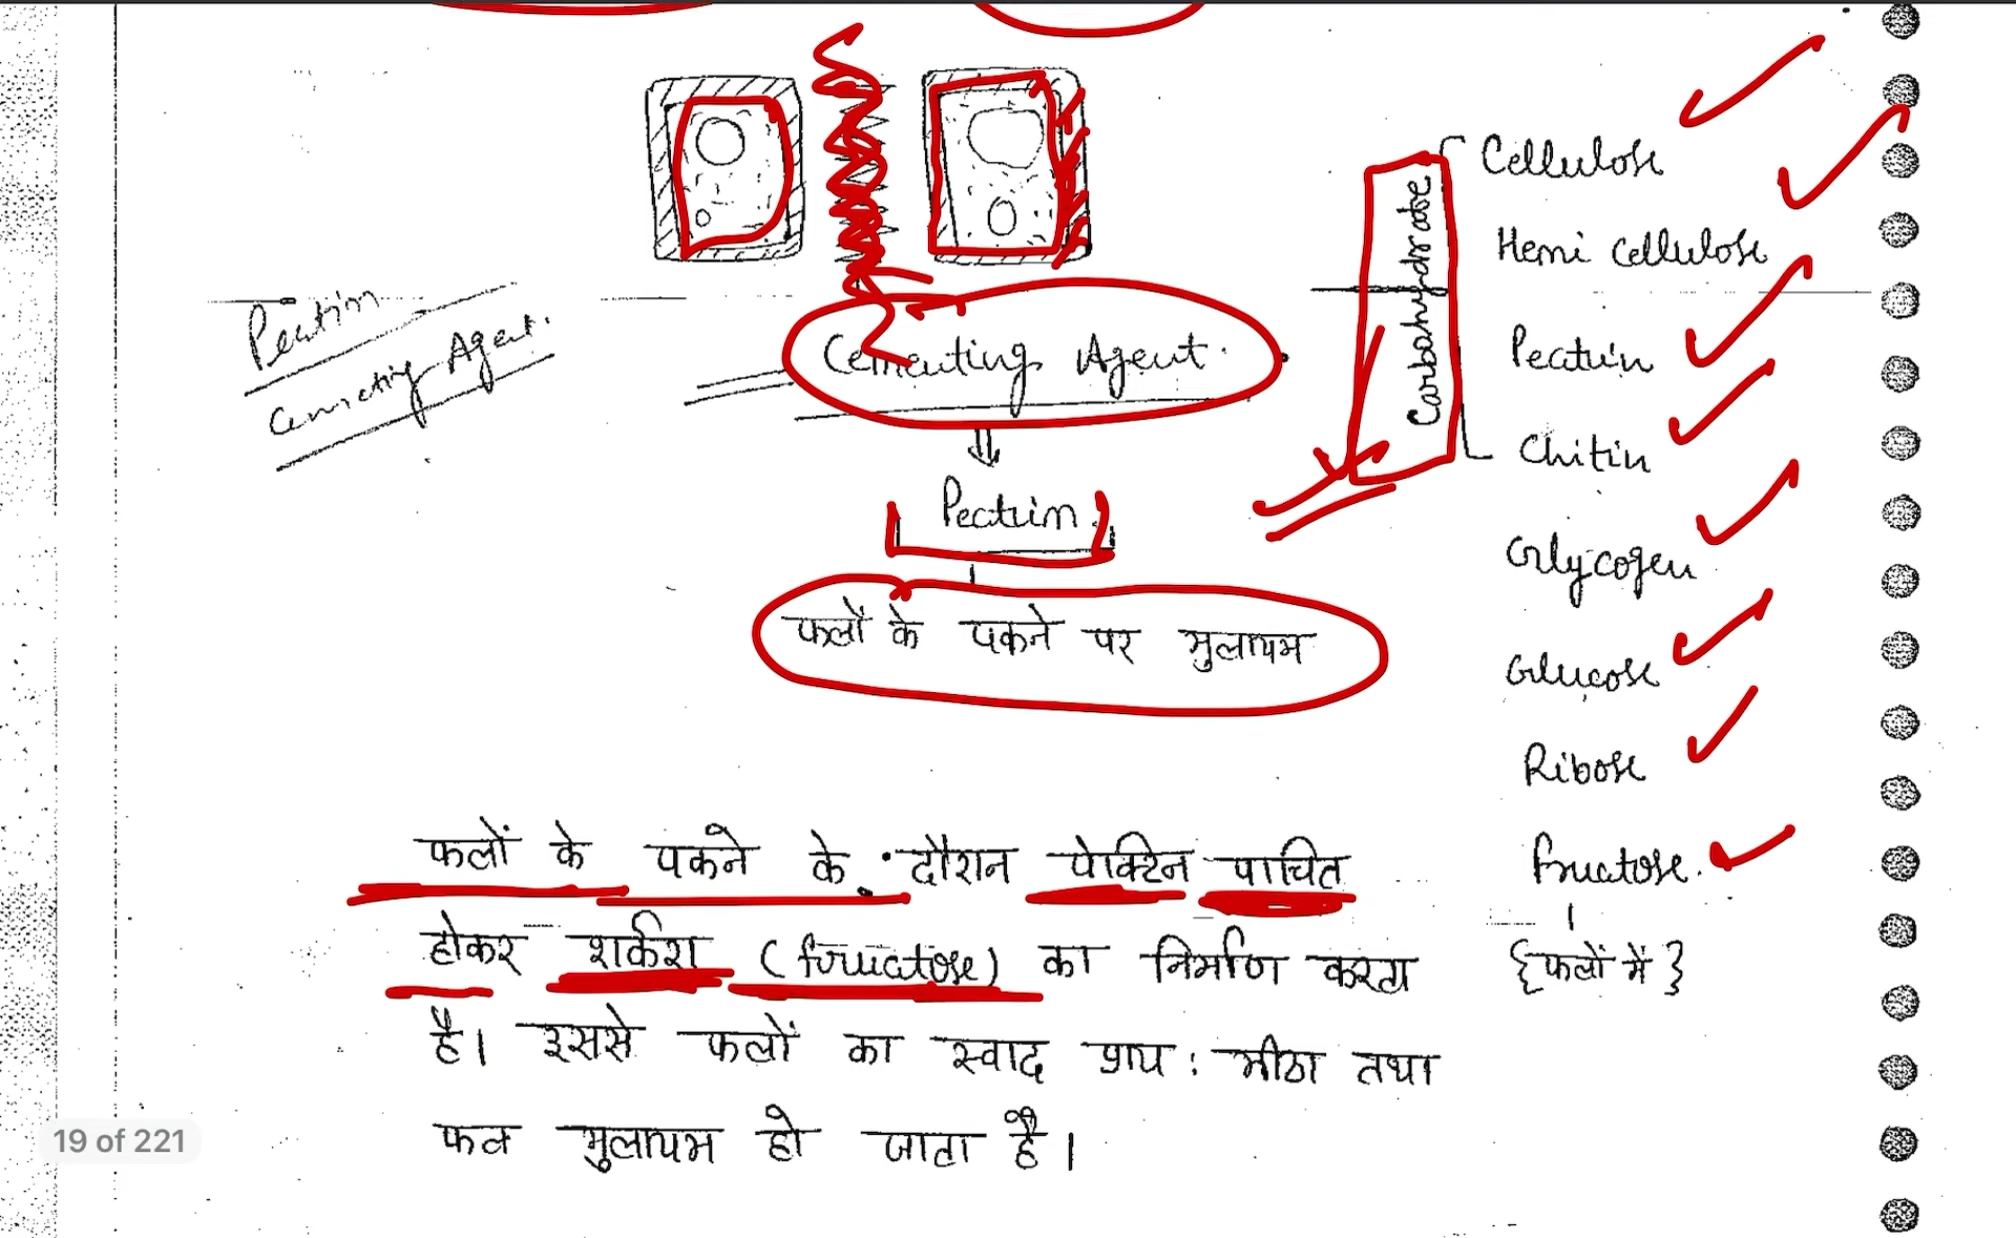 Cellulose
Hemi Cellulose
Pectin
Chitin
Glycogen
Glucose
Ribose
fructose.
{फलों में}
Carbohydrate
Pectin
Cementing Agent.
Cementing Agent.
Pectin
फलों के पकने पर मुलायम
फलों के पकने के दौरान पेक्टिन पाचित
होकर शर्करा (fructose) का निर्माण करता
है। इससे फलों का स्वाद प्राय: मीठा तथा
फल मुलायम हो जाता है।
19 of 221